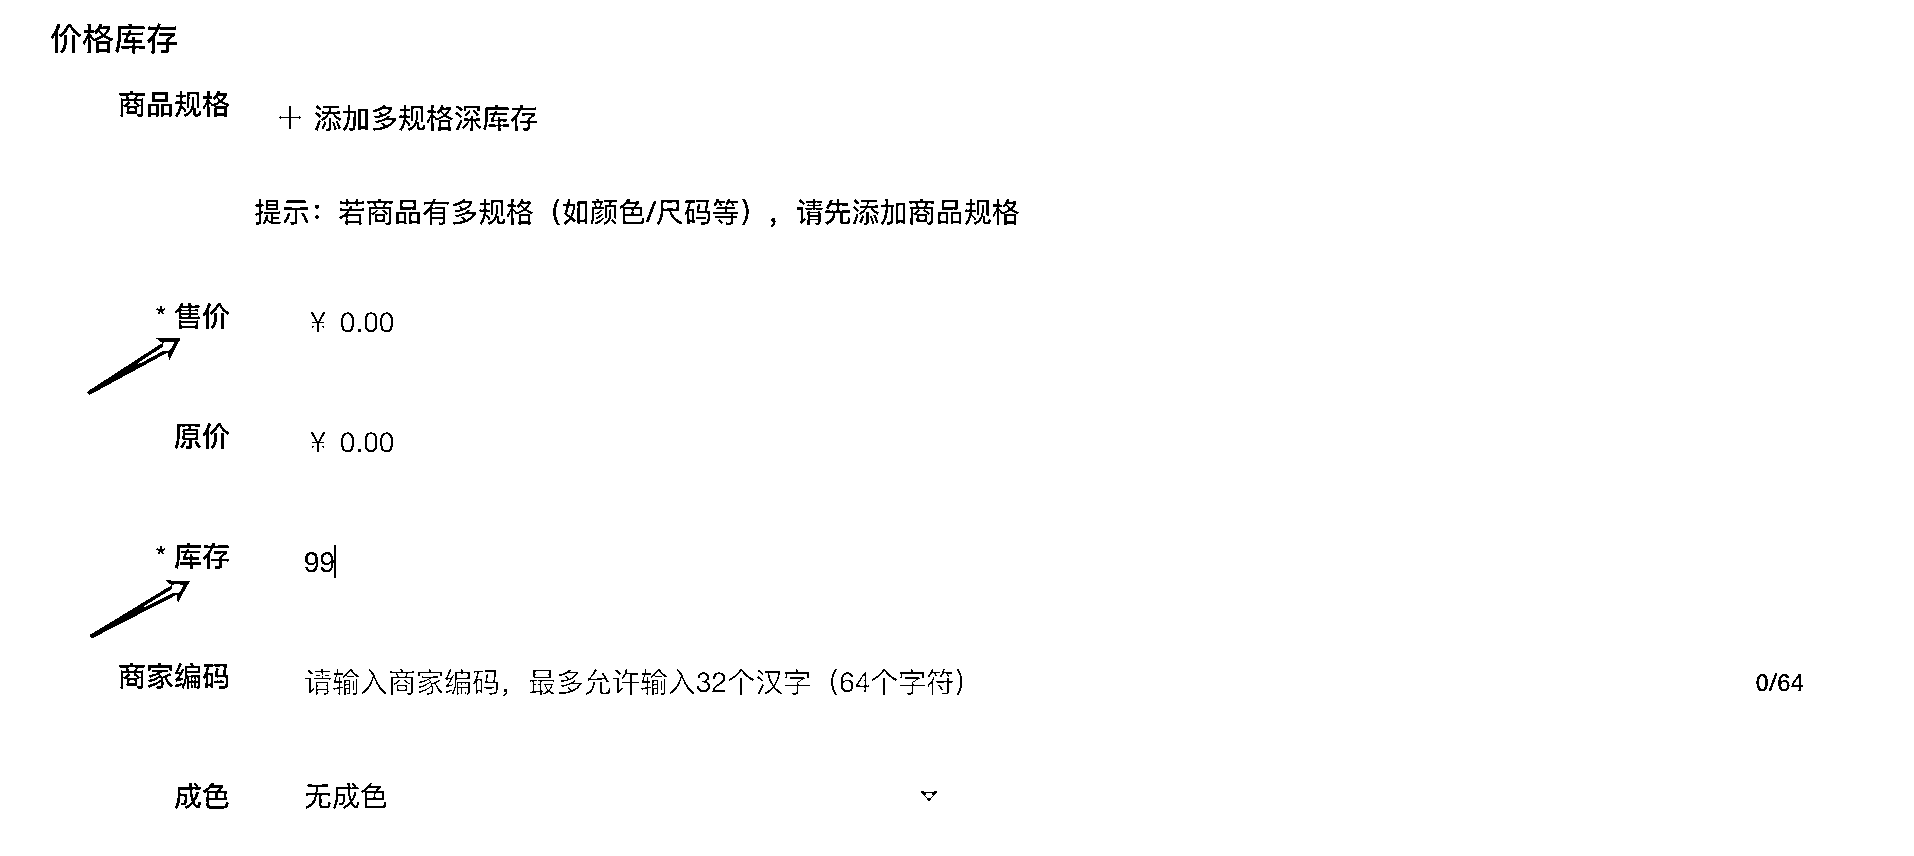 价格库存
商品规格
+ 添加多规格深库存
提示：若商品有多规格（如颜色/尺码等），请先添加商品规格
* 售价 ¥ 0.00
原价 ¥ 0.00
* 库存 99
商家编码 请输入商家编码，最多允许输入32个汉字（64个字符） 0/64
成色 无成色